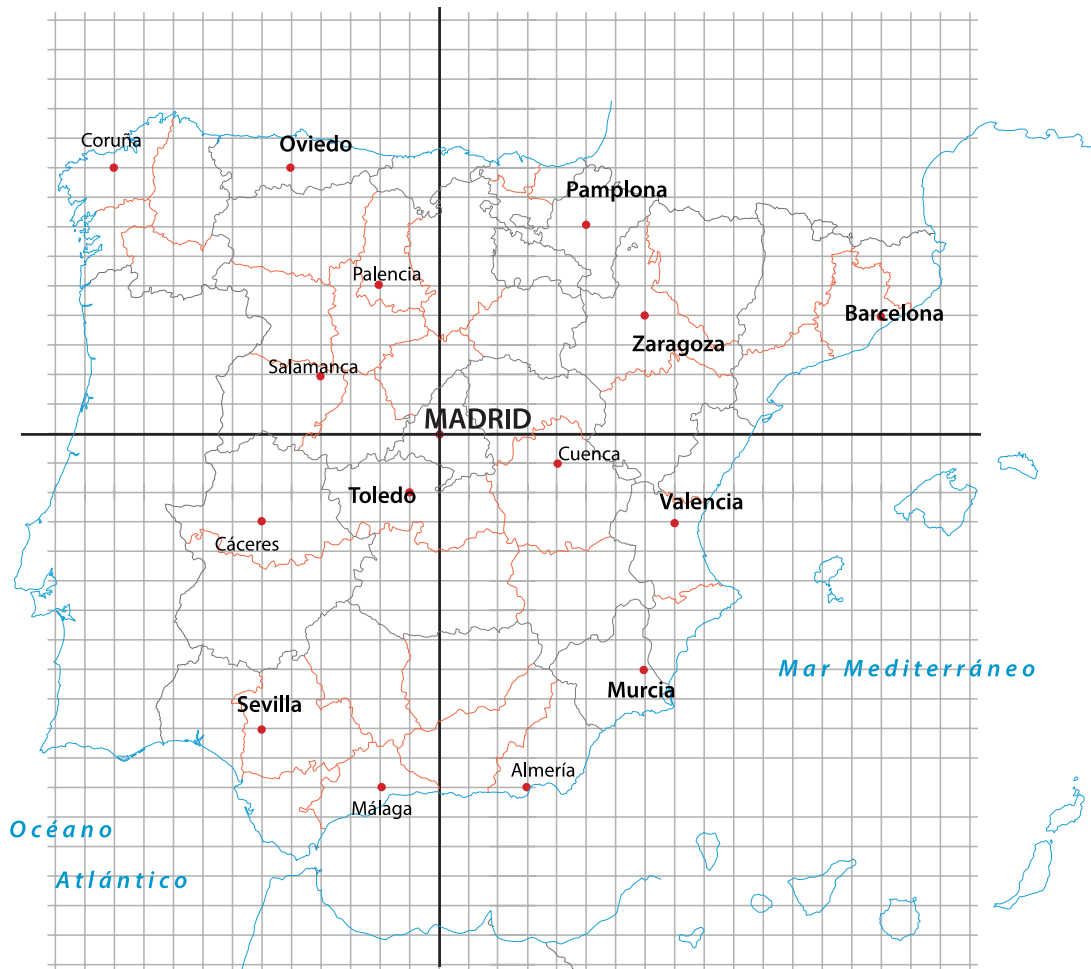 Coruña
Oviedo
Pamplona
Palencia
Barcelona
Zaragoza
Salamanca
MADRID
Cuenca
Toledo
Valencia
Cáceres
Mar Mediterráneo
Murcia
Sevilla
Almería
Málaga
Océano
Atlántico